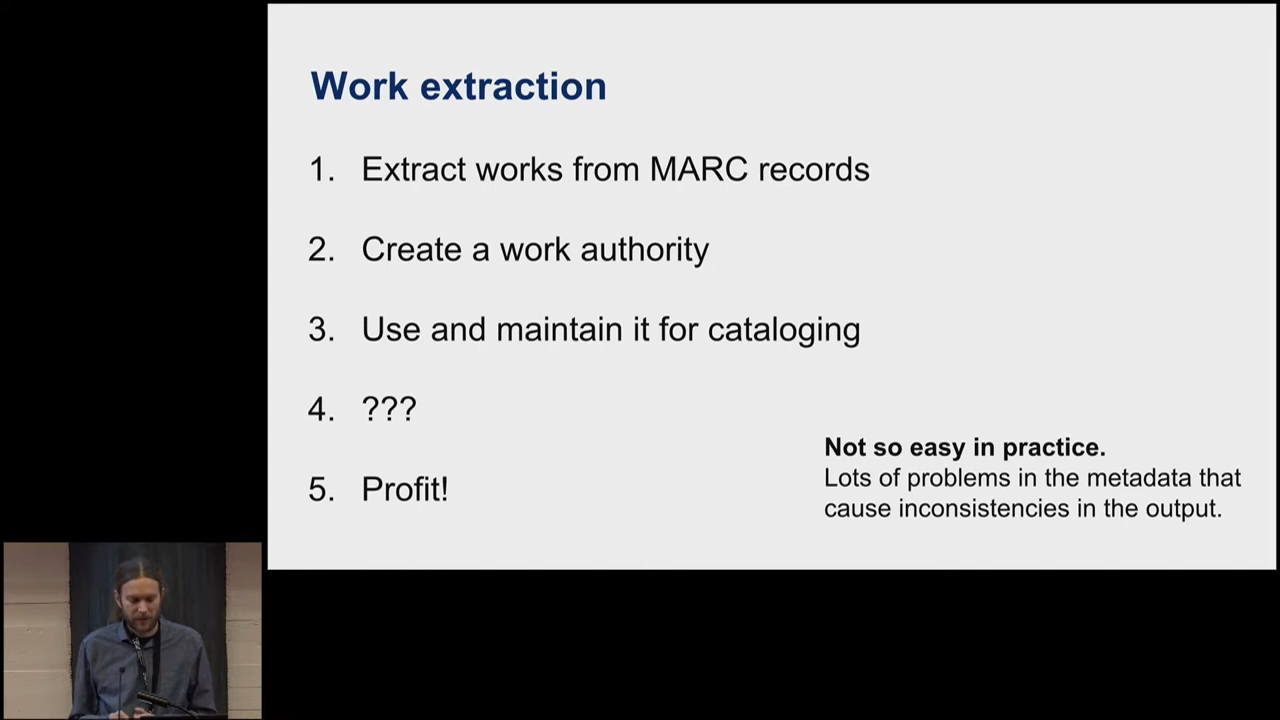 Work extraction
1. Extract works from MARC records
2. Create a work authority
3. Use and maintain it for cataloging
4. ???
5. Profit!
Not so easy in practice.
Lots of problems in the metadata that
cause inconsistencies in the output.